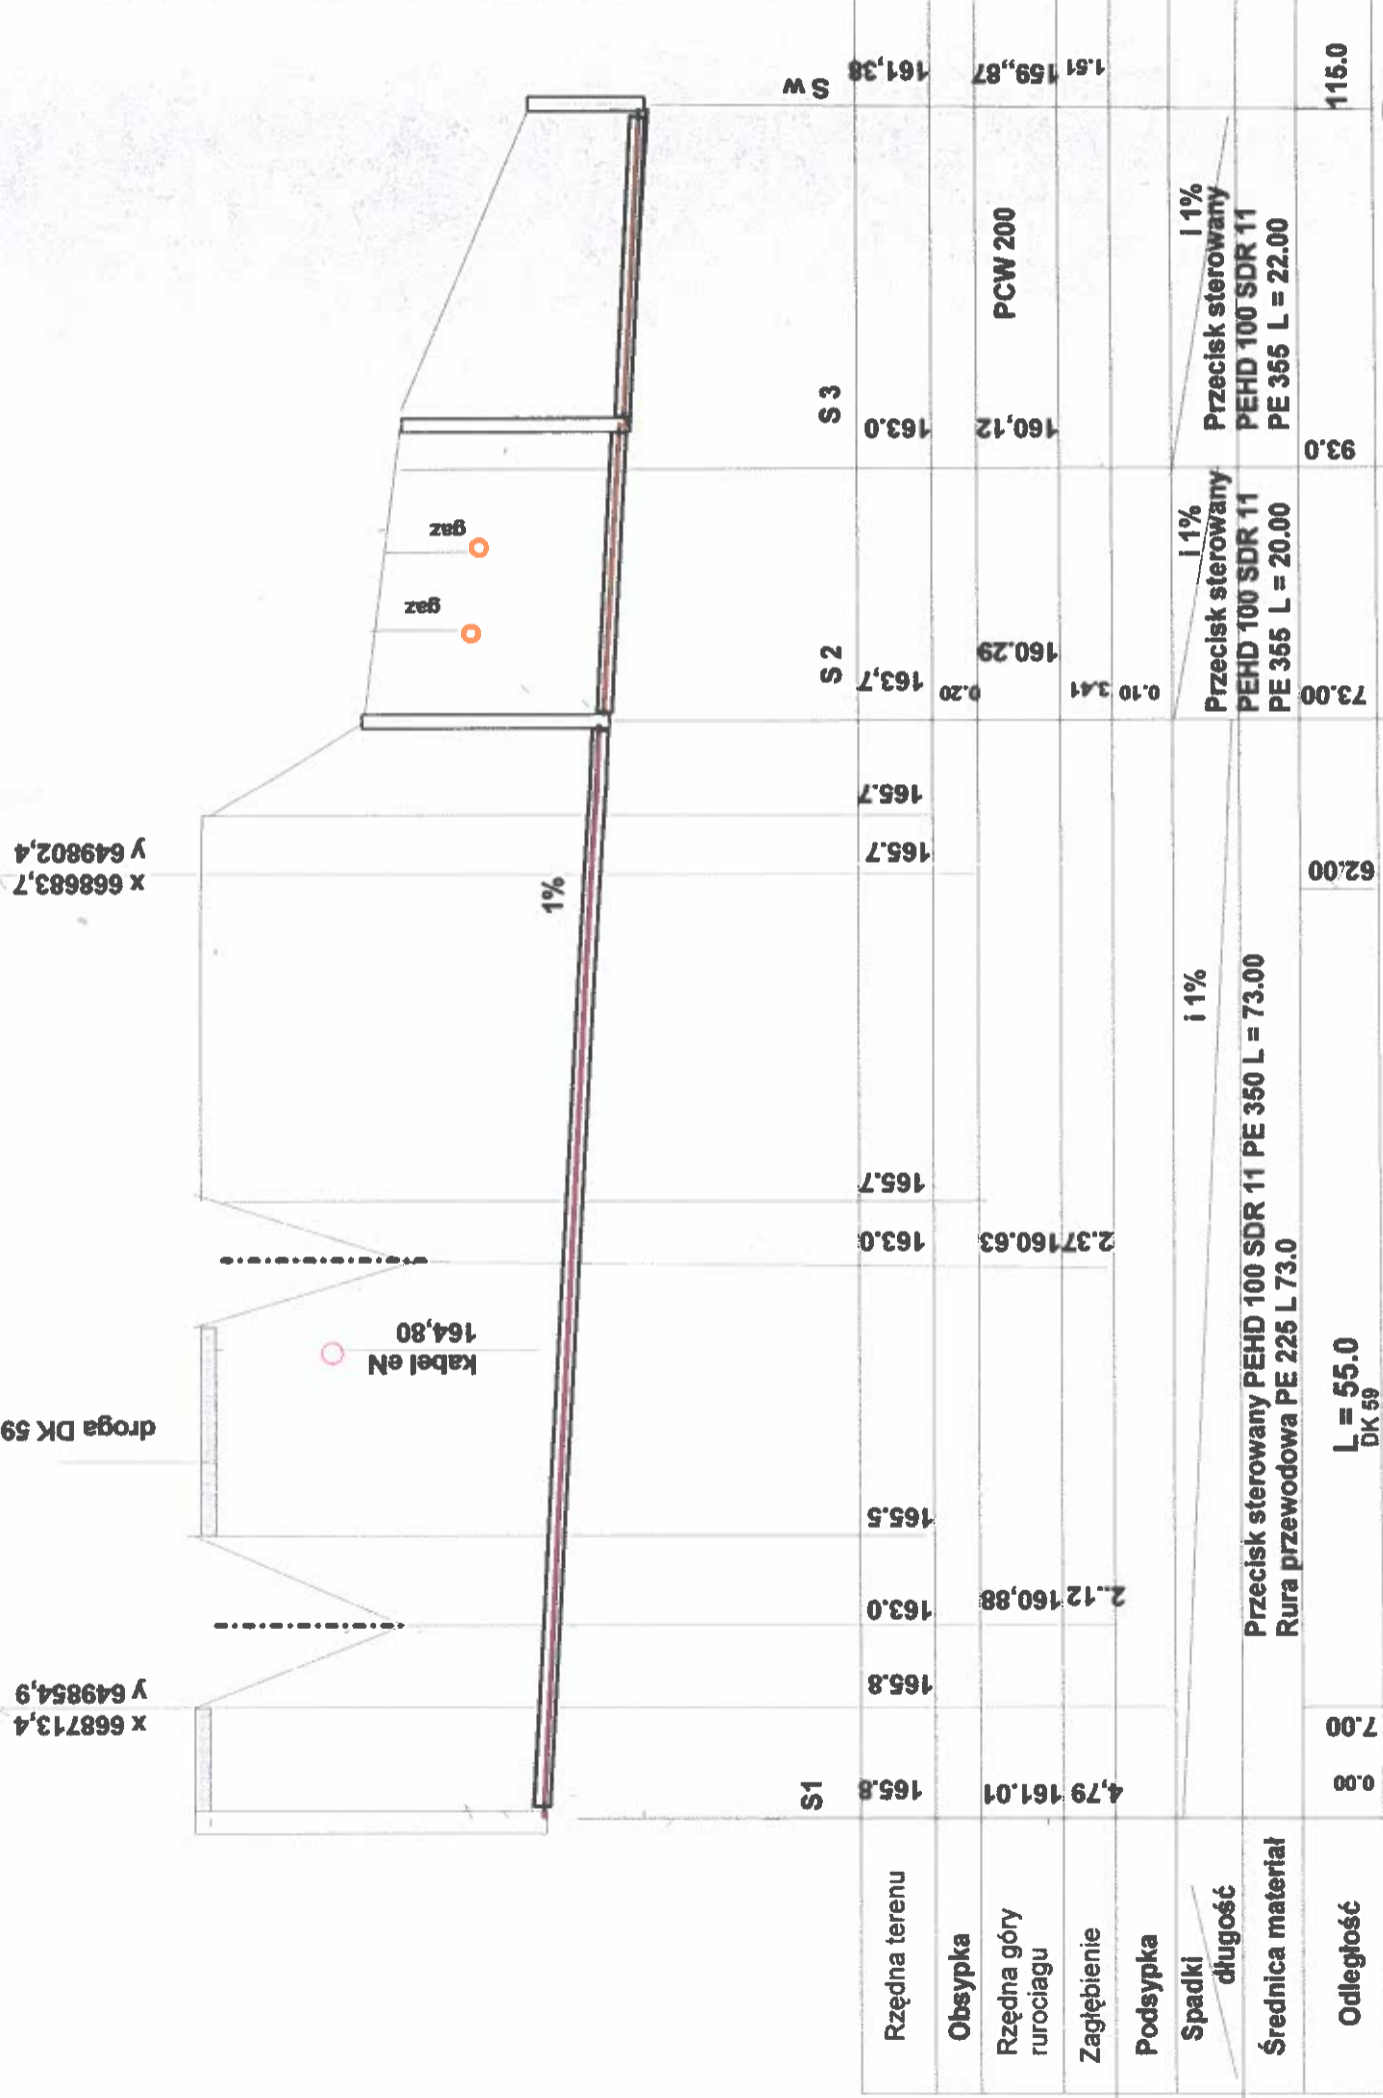 x 668713,4
y 649854,9
droga DK 59
x 668683,7
y 649802,4
kabel eN
164,80
1%
gaz
gaz
S1
S 2
S 3
S w
Rzędna terenu
165.8
165.8
163.0
165.5
163.0
165.7
165.7
165.7
163,7
163.0
161,38
Obsypka
0.20
Rzędna góry
rurociagu
161.01
160,88
160.63
160.29
160,12
159,,87
PCW 200
Zagłębienie
4,79
2..12
2.37
3.41
1.51
Podsypka
0.10
Spadki
długość
i 1%
i 1%
i 1%
Średnica materiał
Przecisk sterowany PEHD 100 SDR 11 PE 350 L = 73.00
Rura przewodowa PE 225 L 73.0
Przecisk sterowany
PEHD 100 SDR 11
PE 355 L = 20.00
Przecisk sterowany
PEHD 100 SDR 11
PE 355 L = 22.00
Odległość
0.00
7.00
L = 55.0
DK 59
62.00
73.00
93.0
115.0